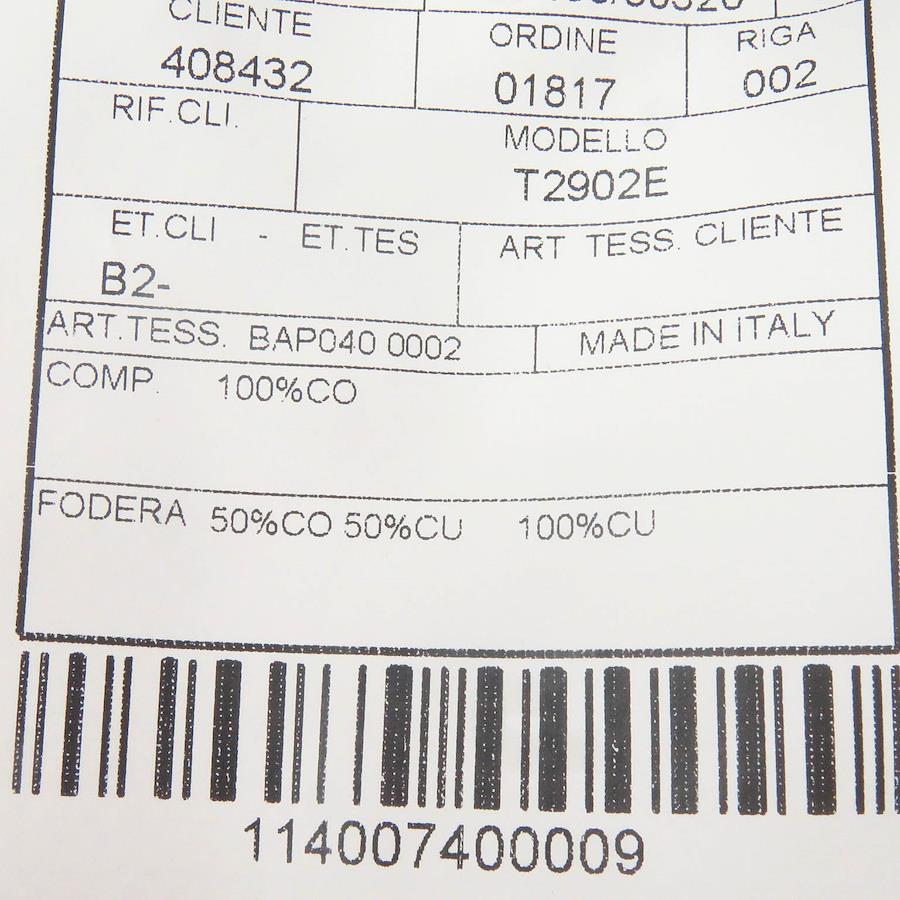 CLIENTE ORDINE RIGA
408432 01817 002
RIF.CLI. MODELLO
T2902E
ET.CLI - ET.TES ART TESS. CLIENTE
B2-
ART.TESS. BAP040 0002 MADE IN ITALY
COMP. 100%CO
FODERA 50%CO 50%CU 100%CU
114007400009